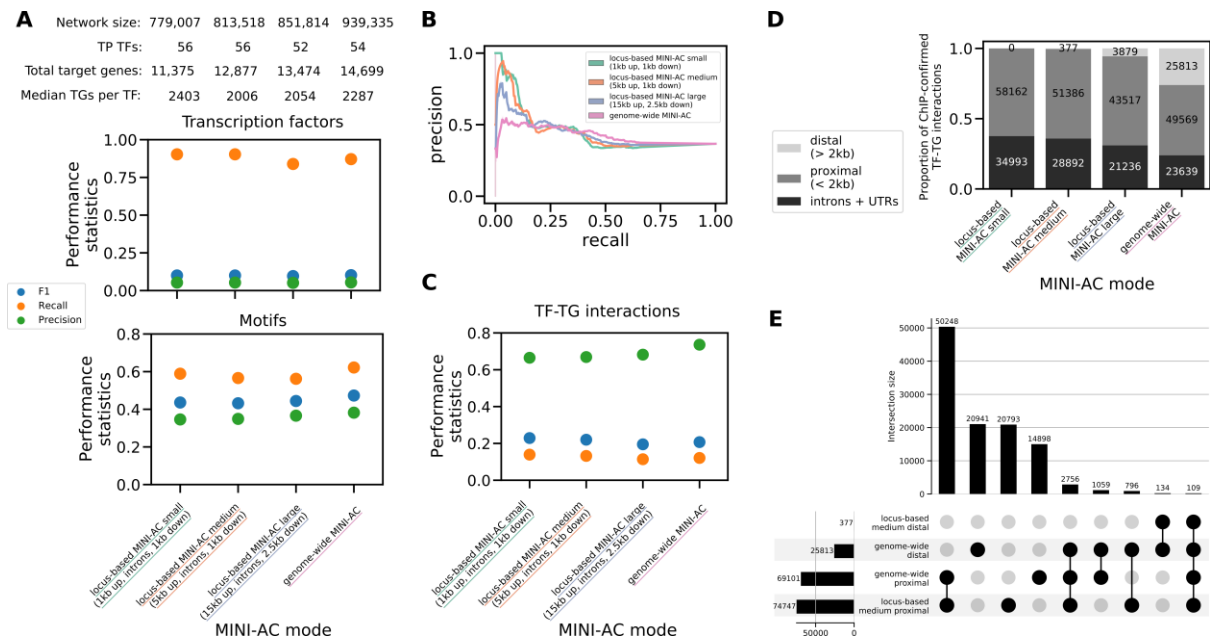 A
Network size: 779,007 813,518 851,814 939,335
TP TFs: 56 56 52 54
Total target genes: 11,375 12,877 13,474 14,699
Median TGs per TF: 2403 2006 2054 2287
Transcription factors
Performance
statistics
1.00
0.75
0.50
0.25
0.00
F1
Recall
Precision
Motifs
Performance
statistics
0.8
0.6
0.4
0.2
0.0
locus-based MINI-AC small
(1kb up, introns, 1kb down)
locus-based MINI-AC medium
(5kb up, introns, 1kb down)
locus-based MINI-AC large
(15kb up, introns, 2.5kb down)
genome-wide MINI-AC
MINI-AC mode
B
precision
1.0
0.5
0.0
locus-based MINI-AC small
(1kb up, 1kb down)
locus-based MINI-AC medium
(5kb up, 1kb down)
locus-based MINI-AC large
(15kb up, 2.5kb down)
genome-wide MINI-AC
0.00 0.25 0.50 0.75 1.00
recall
C
TF-TG interactions
Performance
statistics
0.8
0.6
0.4
0.2
0.0
locus-based MINI-AC small
(1kb up, introns, 1kb down)
locus-based MINI-AC medium
(5kb up, introns, 1kb down)
locus-based MINI-AC large
(15kb up, introns, 2.5kb down)
genome-wide MINI-AC
MINI-AC mode
D
distal
(> 2kb)
proximal
(< 2kb)
introns + UTRs
Proportion of ChIP-confirmed
TF-TG interactions
1.0
0.5
0.0
0 377 3879 25813
58162 51386 43517 49569
34993 28892 21236 23639
locus-based
MINI-AC small
locus-based
MINI-AC medium
locus-based
MINI-AC large
genome-wide
MINI-AC
MINI-AC mode
E
Intersection size
50000
40000
30000
20000
10000
0
50248 20941 20793 14898 2756 1059 796 134 109
377 locus-based
medium distal
25813 genome-wide
distal
69101 genome-wide
proximal
74747 locus-based
medium proximal
50000 0